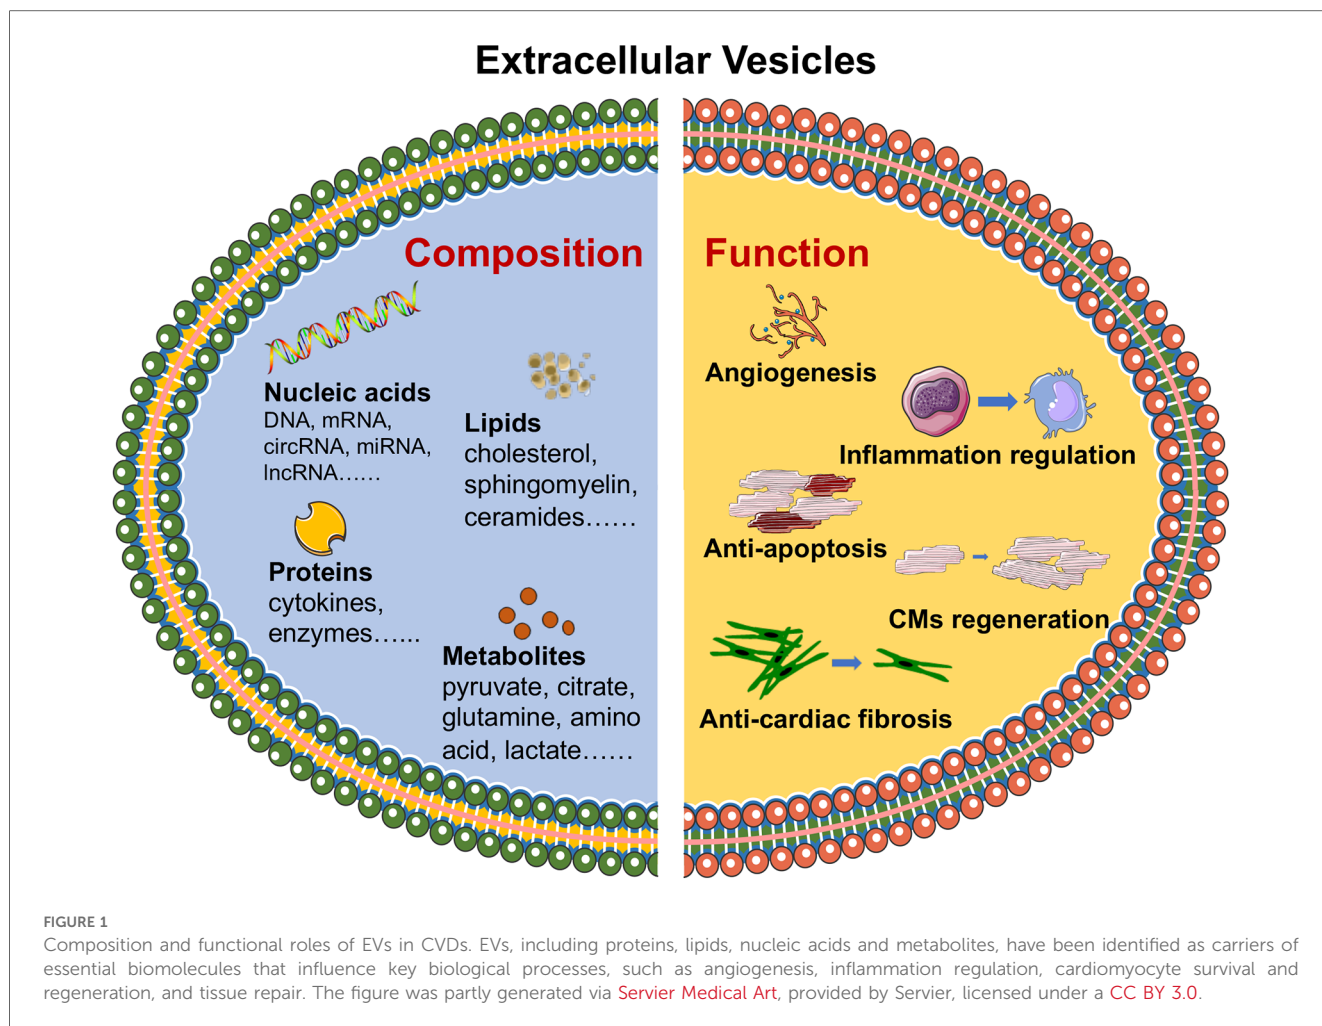 Extracellular Vesicles
Composition
Nucleic acids
DNA, mRNA,
circRNA, miRNA,
lncRNA……
Lipids
cholesterol,
sphingomyelin,
ceramides……
Proteins
cytokines,
enzymes…...
Metabolites
pyruvate, citrate,
glutamine, amino
acid, lactate……
Function
Angiogenesis
Inflammation regulation
Anti-apoptosis
CMs regeneration
Anti-cardiac fibrosis
FIGURE 1
Composition and functional roles of EVs in CVDs. EVs, including proteins, lipids, nucleic acids and metabolites, have been identified as carriers of
essential biomolecules that influence key biological processes, such as angiogenesis, inflammation regulation, cardiomyocyte survival and
regeneration, and tissue repair. The figure was partly generated via Servier Medical Art, provided by Servier, licensed under a CC BY 3.0.